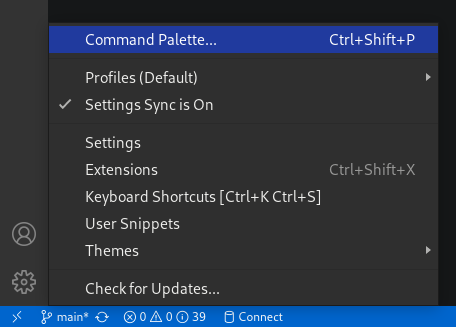 Command Palette... Ctrl+Shift+P
Profiles (Default)
Settings Sync is On
Settings
Extensions Ctrl+Shift+X
Keyboard Shortcuts [Ctrl+K Ctrl+S]
User Snippets
Themes
Check for Updates...
main* 0 0 39 Connect